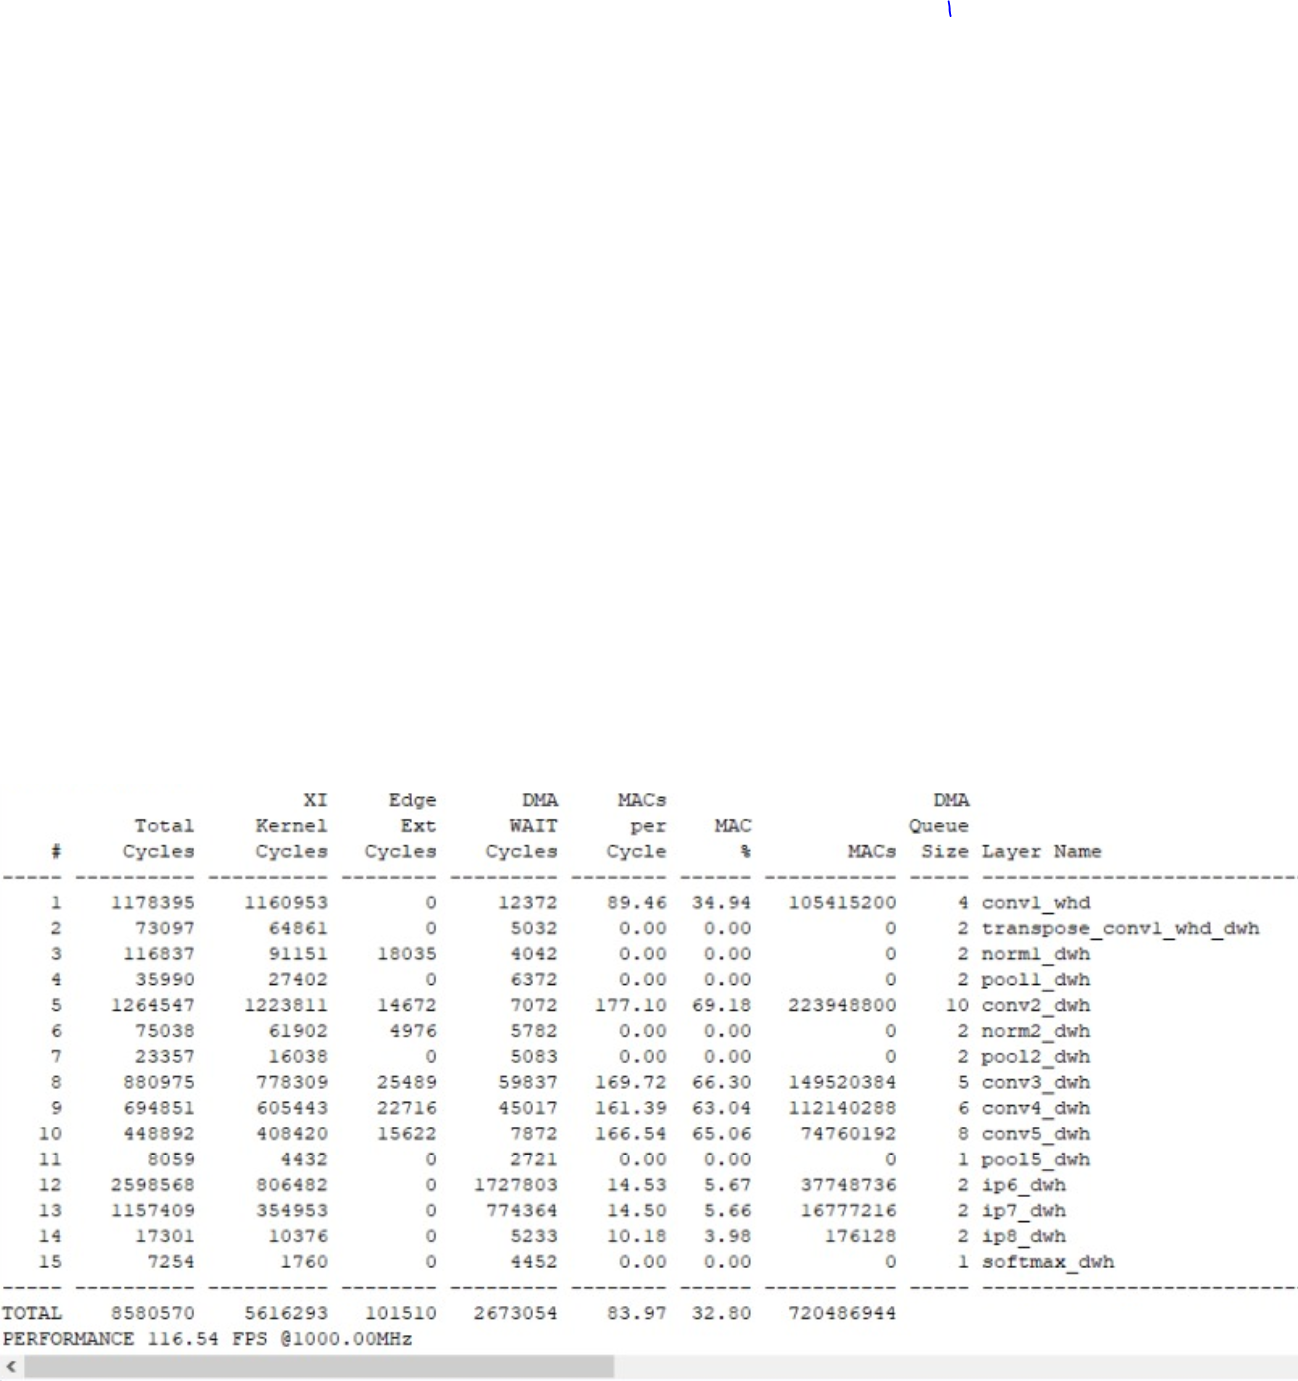 XI Edge DMA MACs DMA
Total Kernel Ext WAIT per MAC Queue
# Cycles Cycles Cycles Cycles Cycle % MACs Size Layer Name
----- ---------- ---------- -------- --------- -------- ------ ----------- ----- --------------------------
1 1178395 1160953 0 12372 89.46 34.94 105415200 4 conv1_whd
2 73097 64861 0 5032 0.00 0.00 0 2 transpose_conv1_whd_dwh
3 116837 91151 18035 4042 0.00 0.00 0 2 norm1_dwh
4 35990 27402 0 6372 0.00 0.00 0 2 pool1_dwh
5 1264547 1223811 14672 7072 177.10 69.18 223948800 10 conv2_dwh
6 75038 61902 4976 5782 0.00 0.00 0 2 norm2_dwh
7 23357 16038 0 5083 0.00 0.00 0 2 pool2_dwh
8 880975 778309 25489 59837 169.72 66.30 149520384 5 conv3_dwh
9 694851 605443 22716 45017 161.39 63.04 112140288 6 conv4_dwh
10 448892 408420 15622 7872 166.54 65.06 74760192 8 conv5_dwh
11 8059 4432 0 2721 0.00 0.00 0 1 pool5_dwh
12 2598568 806482 0 1727803 14.53 5.67 37748736 2 ip6_dwh
13 1157409 354953 0 774364 14.50 5.66 16777216 2 ip7_dwh
14 17301 10376 0 5233 10.18 3.98 176128 2 ip8_dwh
15 7254 1760 0 4452 0.00 0.00 0 1 softmax_dwh
----- ---------- ---------- -------- --------- -------- ------ ----------- ----- --------------------------
TOTAL 8580570 5616293 101510 2673054 83.97 32.80 720486944
PERFORMANCE 116.54 FPS @1000.00MHz